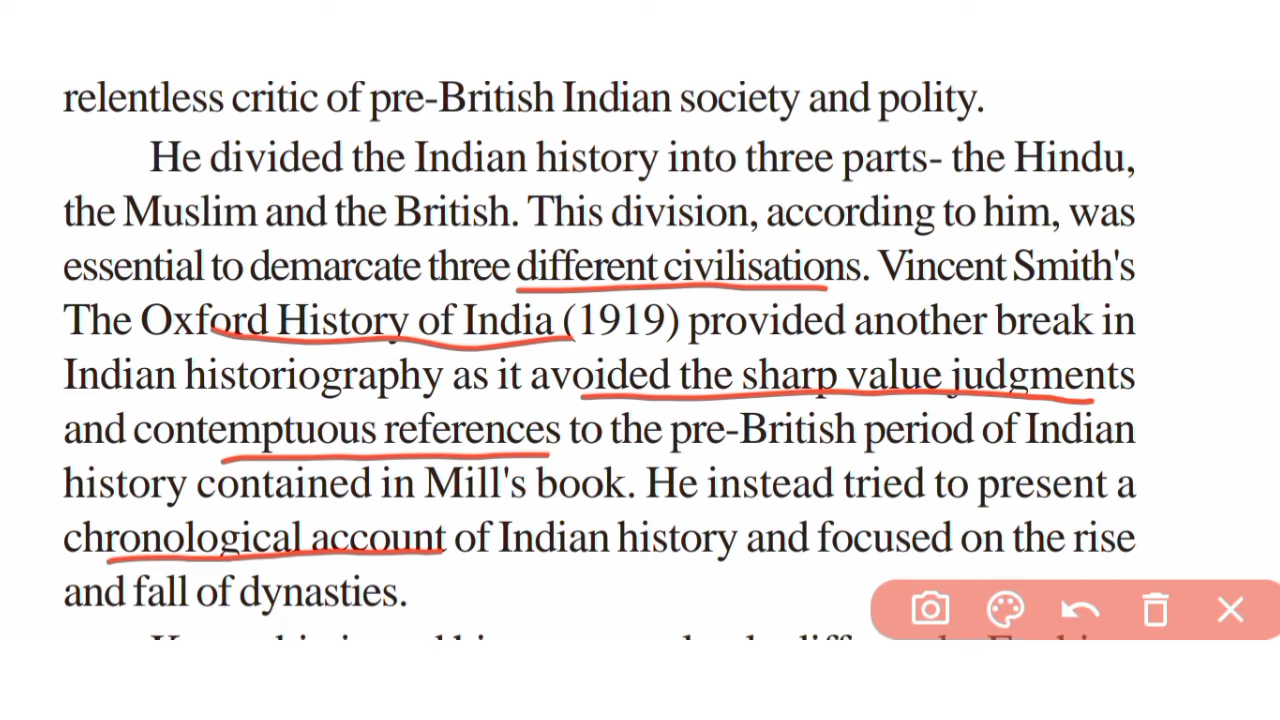 relentless critic of pre-British Indian society and polity.
He divided the Indian history into three parts- the Hindu,
the Muslim and the British. This division, according to him, was
essential to demarcate three different civilisations. Vincent Smith's
The Oxford History of India (1919) provided another break in
Indian historiography as it avoided the sharp value judgments
and contemptuous references to the pre-British period of Indian
history contained in Mill's book. He instead tried to present a
chronological account of Indian history and focused on the rise
and fall of dynasties.